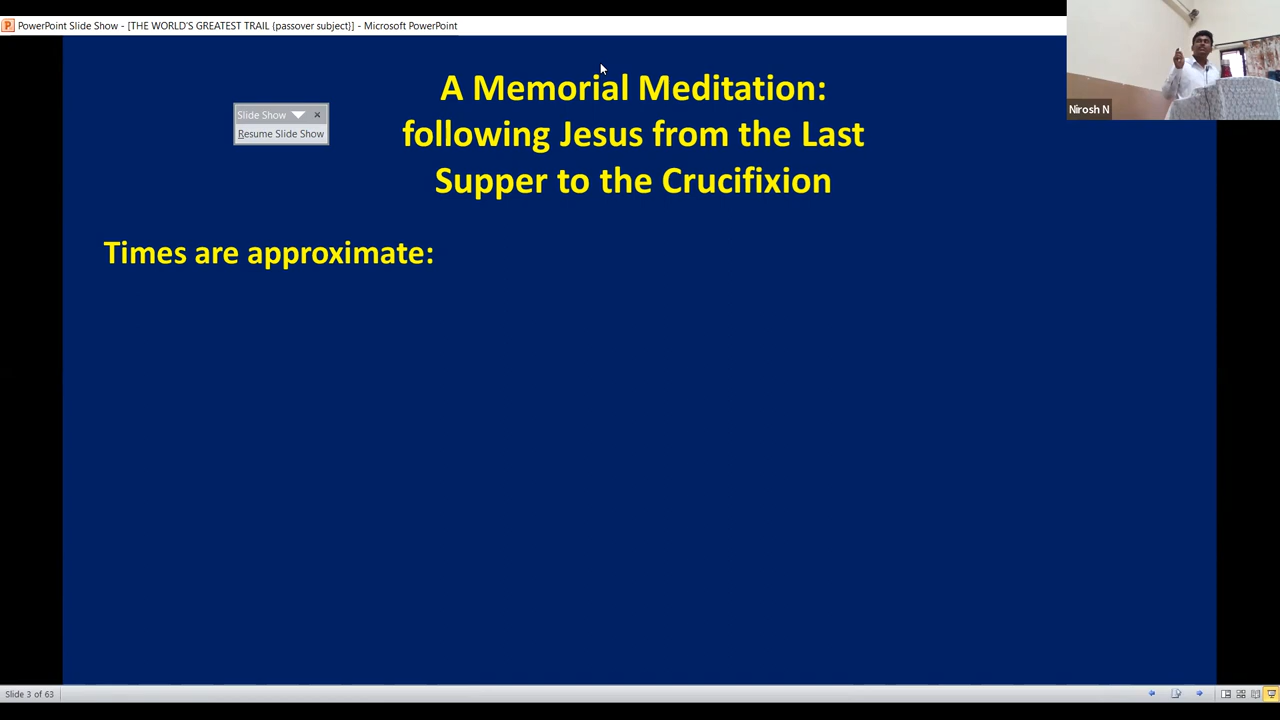 PowerPoint Slide Show - [THE WORLD'S GREATEST TRAIL (passover subject)] - Microsoft PowerPoint
A Memorial Meditation:
following Jesus from the Last
Supper to the Crucifixion
Slide Show
Resume Slide Show
Nirosh N
Times are approximate:
Slide 3 of 63